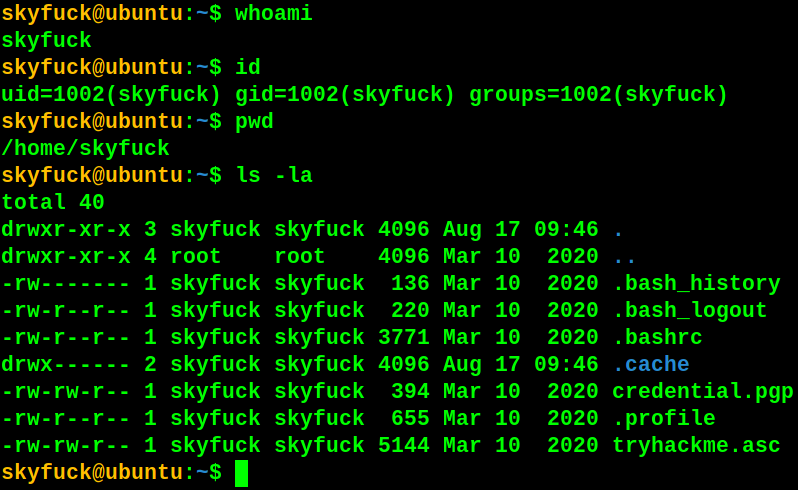 skyfuck@ubuntu:~$ whoami
skyfuck
skyfuck@ubuntu:~$ id
uid=1002(skyfuck) gid=1002(skyfuck) groups=1002(skyfuck)
skyfuck@ubuntu:~$ pwd
/home/skyfuck
skyfuck@ubuntu:~$ ls -la
total 40
drwxr-xr-x 3 skyfuck skyfuck 4096 Aug 17 09:46 .
drwxr-xr-x 4 root    root    4096 Mar 10  2020 ..
-rw------- 1 skyfuck skyfuck  136 Mar 10  2020 .bash_history
-rw-r--r-- 1 skyfuck skyfuck  220 Mar 10  2020 .bash_logout
-rw-r--r-- 1 skyfuck skyfuck 3771 Mar 10  2020 .bashrc
drwx------ 2 skyfuck skyfuck 4096 Aug 17 09:46 .cache
-rw-rw-r-- 1 skyfuck skyfuck  394 Mar 10  2020 credential.pgp
-rw-r--r-- 1 skyfuck skyfuck  655 Mar 10  2020 .profile
-rw-rw-r-- 1 skyfuck skyfuck 5144 Mar 10  2020 tryhackme.asc
skyfuck@ubuntu:~$